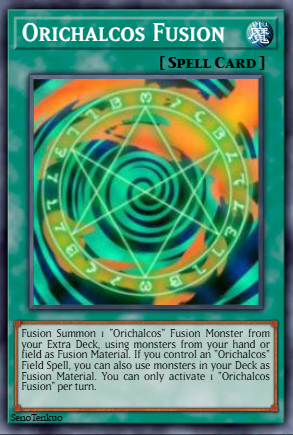 Orichalcos Fusion
[ Spell Card ]
Fusion Summon 1 "Orichalcos" Fusion Monster from
your Extra Deck, using monsters from your hand or
field as Fusion Material. If you control an "Orichalcos"
Field Spell, you can also use monsters in your Deck as
Fusion Material. You can only activate 1 "Orichalcos
Fusion" per turn.
SenoTenkuo